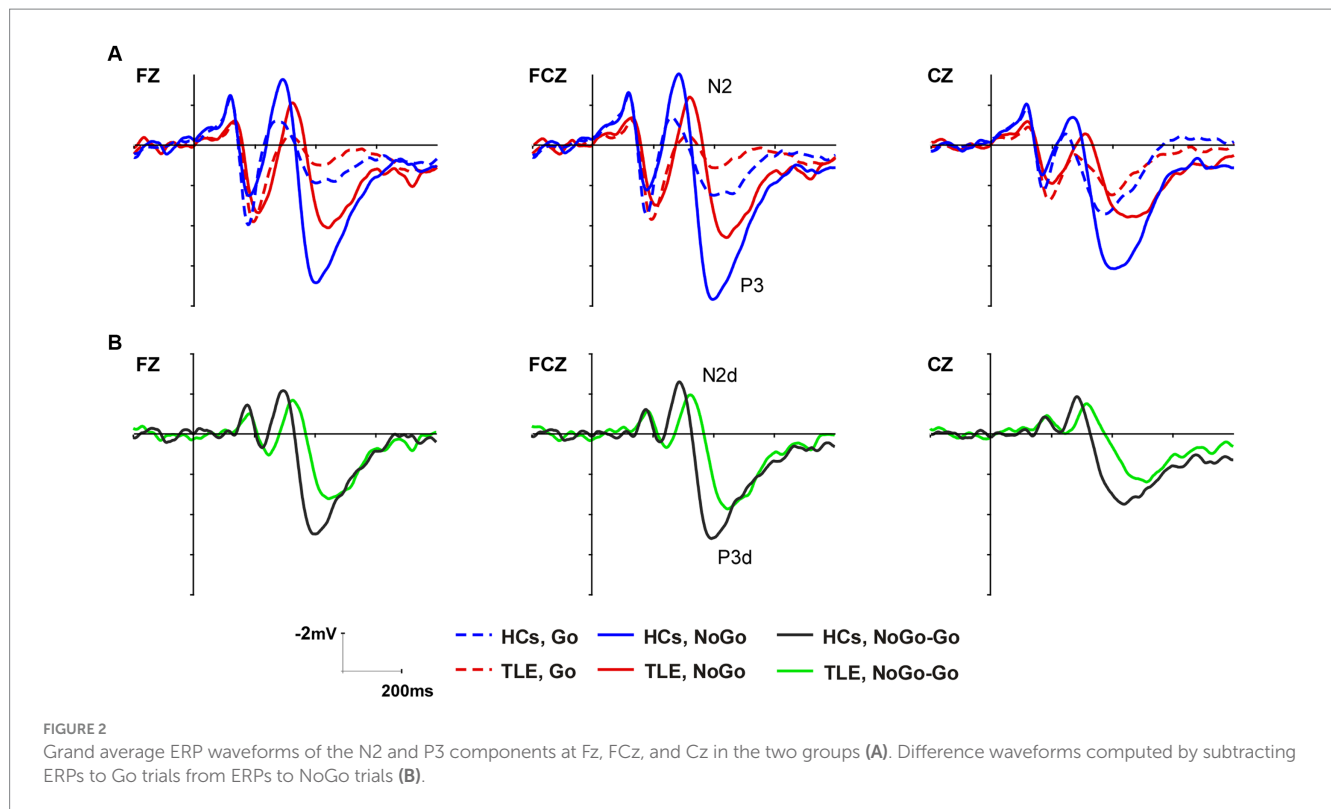 A
FZ
FCZ
CZ
N2
P3
B
FZ
FCZ
CZ
N2d
P3d
-2mV
200ms
HCs, Go
HCs, NoGo
HCs, NoGo-Go
TLE, Go
TLE, NoGo
TLE, NoGo-Go
FIGURE 2
Grand average ERP waveforms of the N2 and P3 components at Fz, FCz, and Cz in the two groups (A). Difference waveforms computed by subtracting
ERPs to Go trials from ERPs to NoGo trials (B).